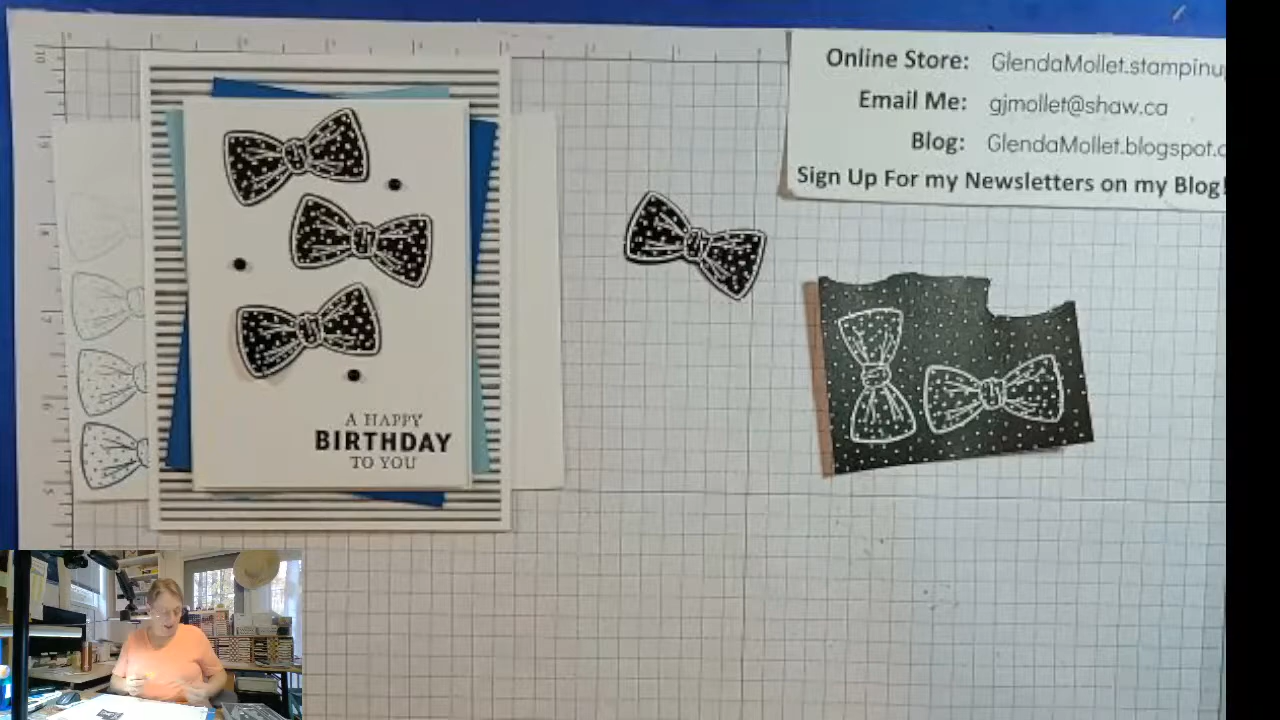 Online Store: GlendaMollet.stampinu
Email Me: gjmollet@shaw.ca
Blog: GlendaMollet.blogspot.c
Sign Up For my Newsletters on my Blog!
A HAPPY
BIRTHDAY
TO YOU